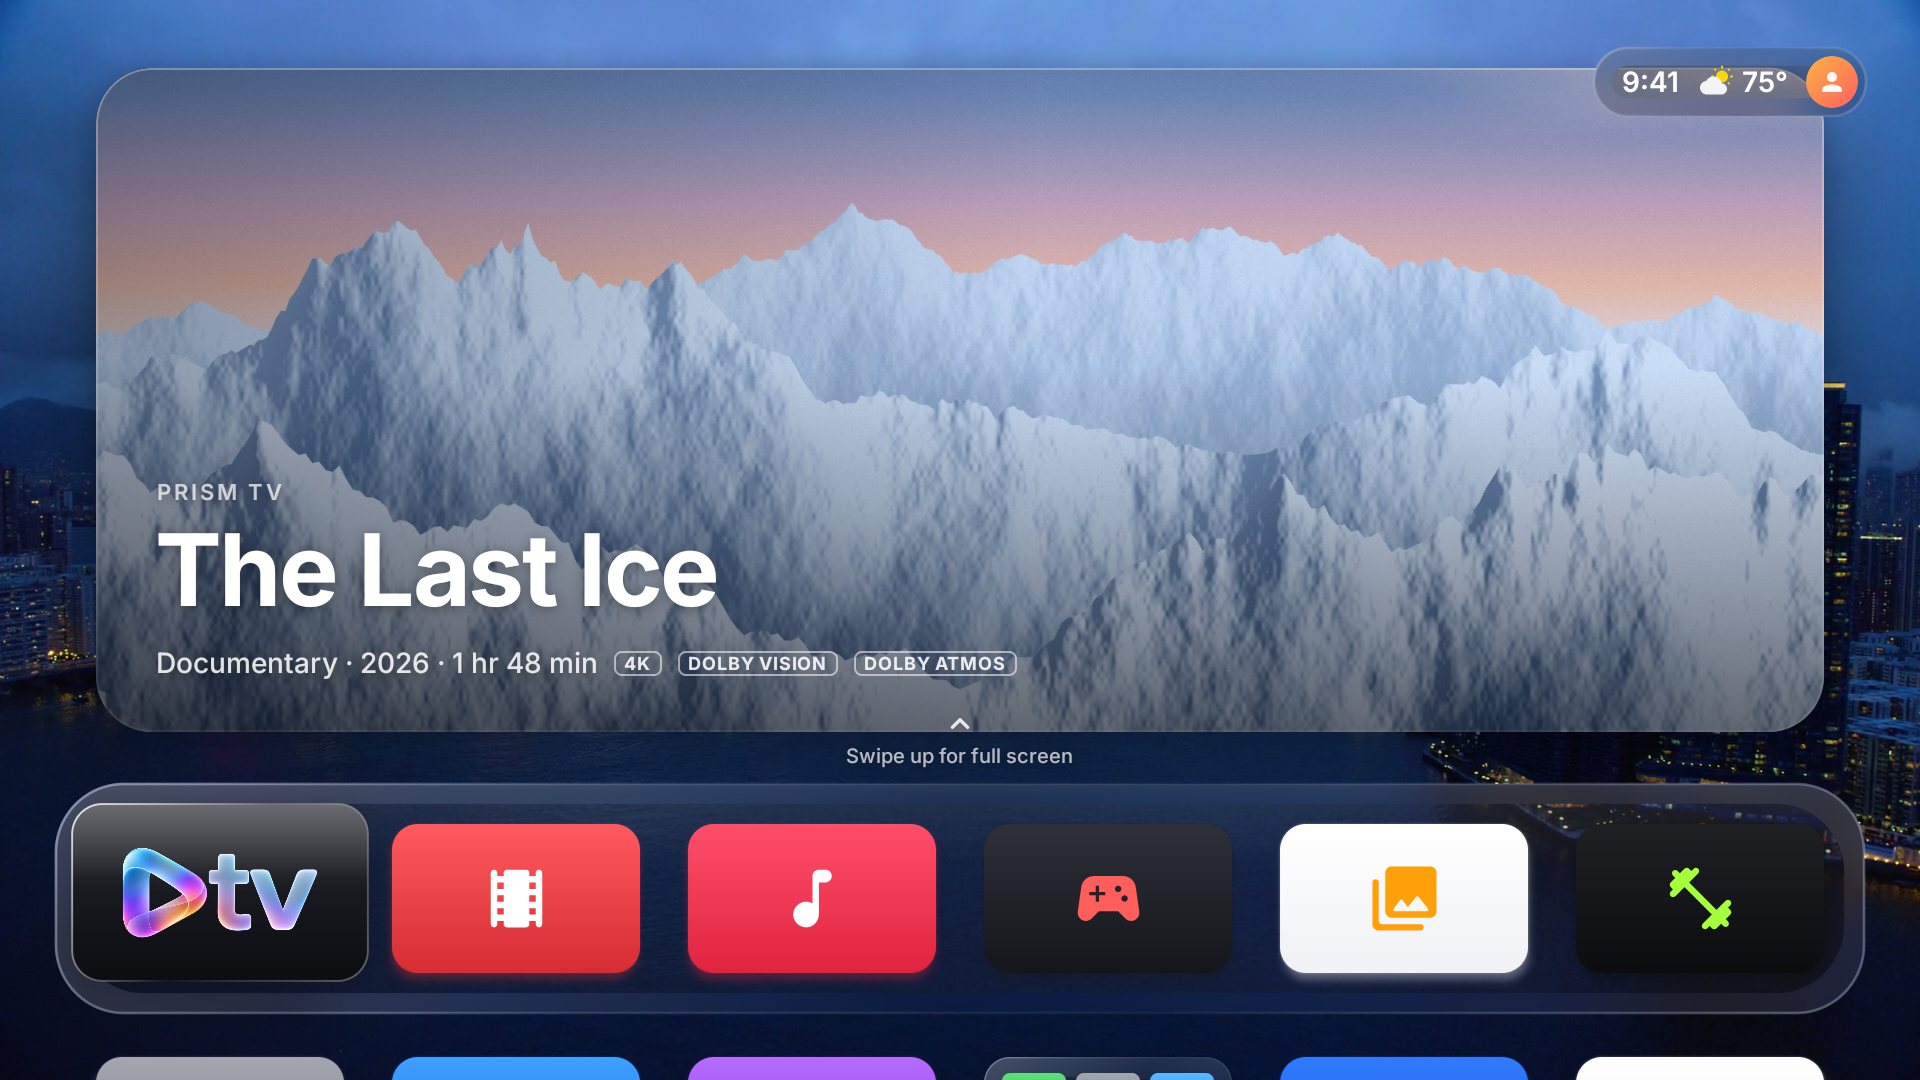 9:41 75°
PRISM TV
The Last Ice
Documentary · 2026 · 1 hr 48 min 4K DOLBY VISION DOLBY ATMOS
Swipe up for full screen
tv